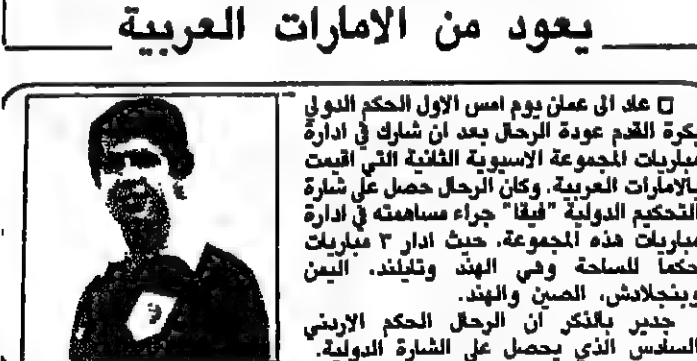 يعود من الامارات العربية
□ عاد الى عمان يوم امس الاول الحكم الدولي
بكرة القدم عودة الرحال بعد ان شارك في ادارة
مباريات المجموعة الاسيوية الثانية التي اقيمت
بالامارات العربية. وكان الرحال حصل على شارة
التحكيم الدولية "فيفا" جراء مساهمته في ادارة
مباريات هذه المجموعة. حيث ادار ٣ مباريات
حكما للساحة وهي الهند وتايلند. اليمن
وبنجلادش. الصين والهند.
جدير بالذكر ان الرحال الحكم الاردني
السادس الذي يحصل على الشارة الدولية.